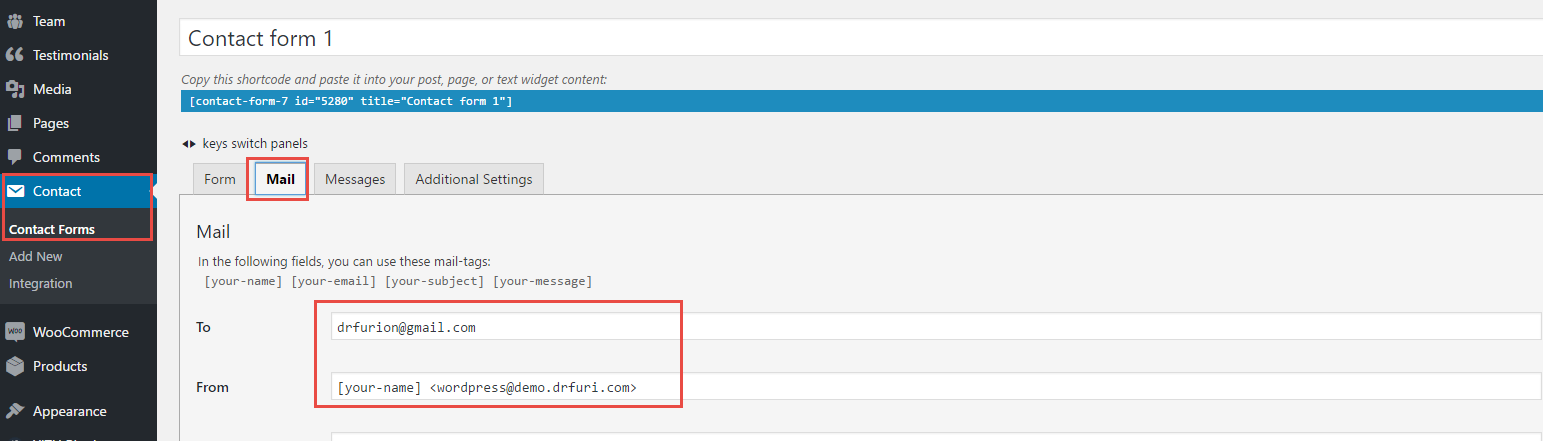 Team
Testimonials
Media
Pages
Comments
Contact
Contact Forms
Add New
Integration
WOO WooCommerce
Products
Appearance
Contact form 1
Copy this shortcode and paste it into your post, page, or text widget content:
[contact-form-7 id="5280" title="Contact form 1"]
keys switch panels
Form Mail Messages Additional Settings
Mail
In the following fields, you can use these mail-tags:
[your-name] [your-email] [your-subject] [your-message]
To drfurion@gmail.com
From [your-name] <wordpress@demo.drfuri.com>